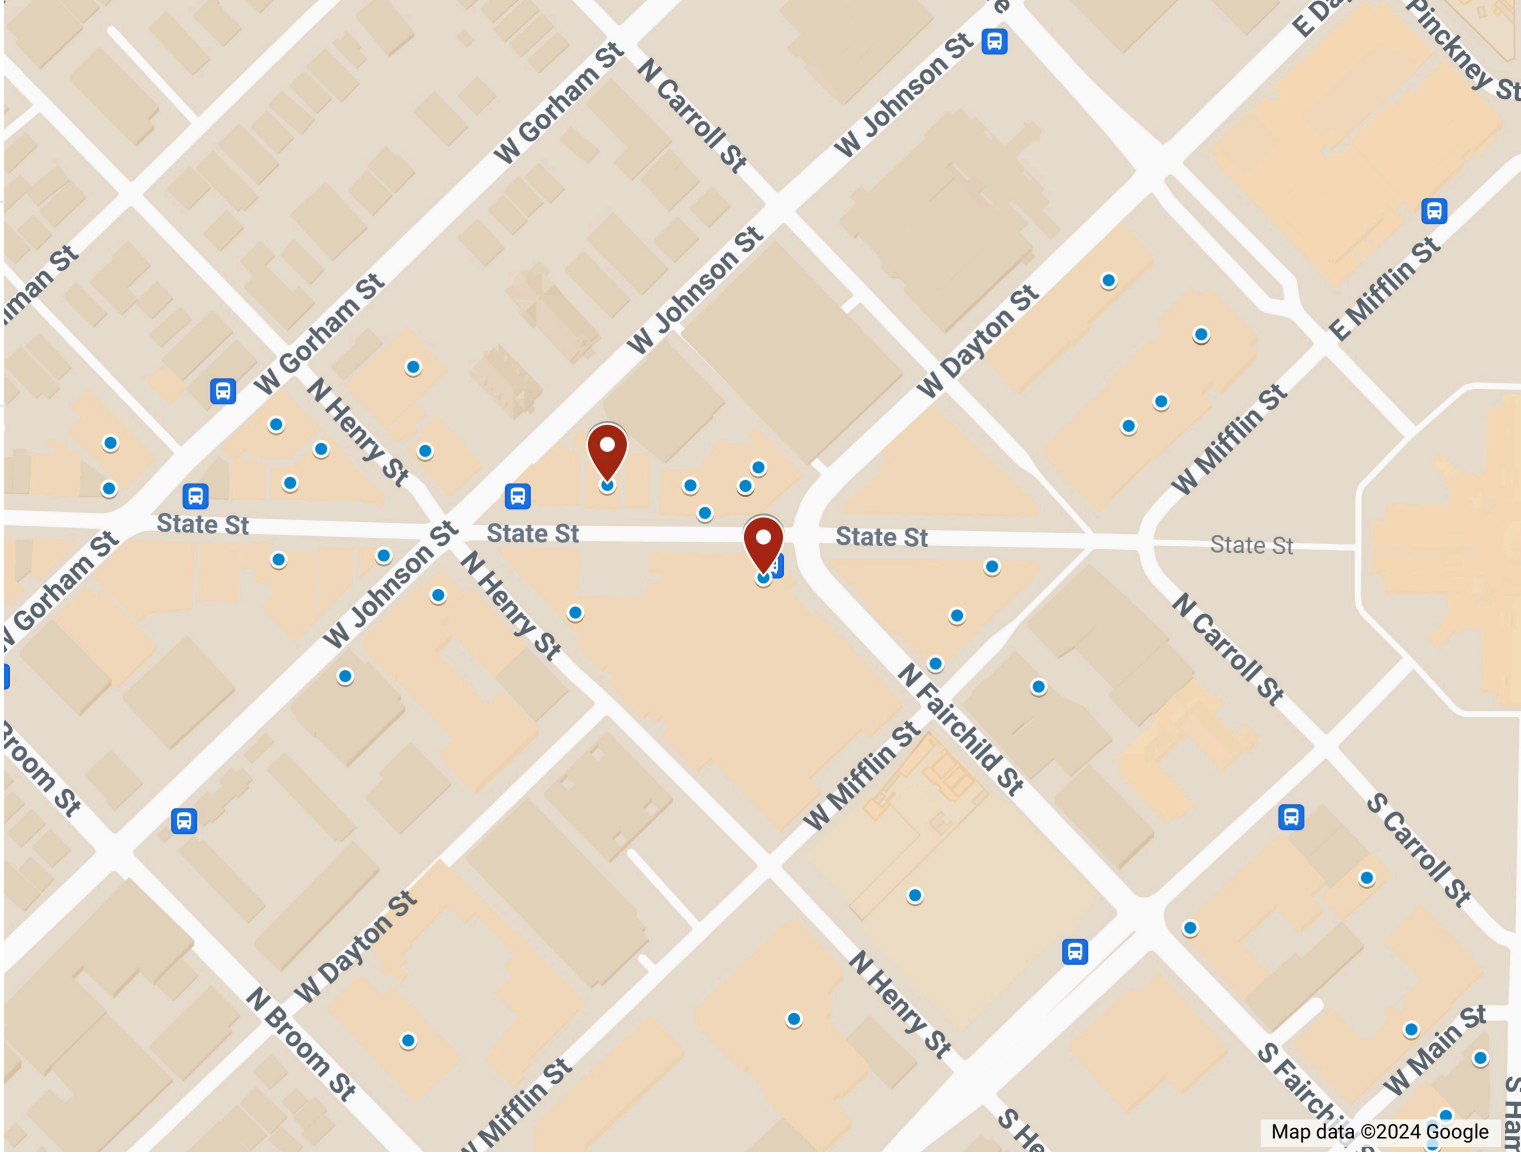 E Da
Pinckney St
W Johnson St
W Gorham St
N Carroll St
W Johnson St
E Mifflin St
W Gorham St
W Dayton St
W Mifflin St
N Henry St
State St
State St
State St
State St
W Gorham St
W Johnson St
N Henry St
N Carroll St
N Fairchild St
W Mifflin St
Broom St
S Carroll St
W Dayton St
N Broom St
N Henry St
W Main St
S Fairchi
W Mifflin St
S He
S Ham
Map data ©2024 Google